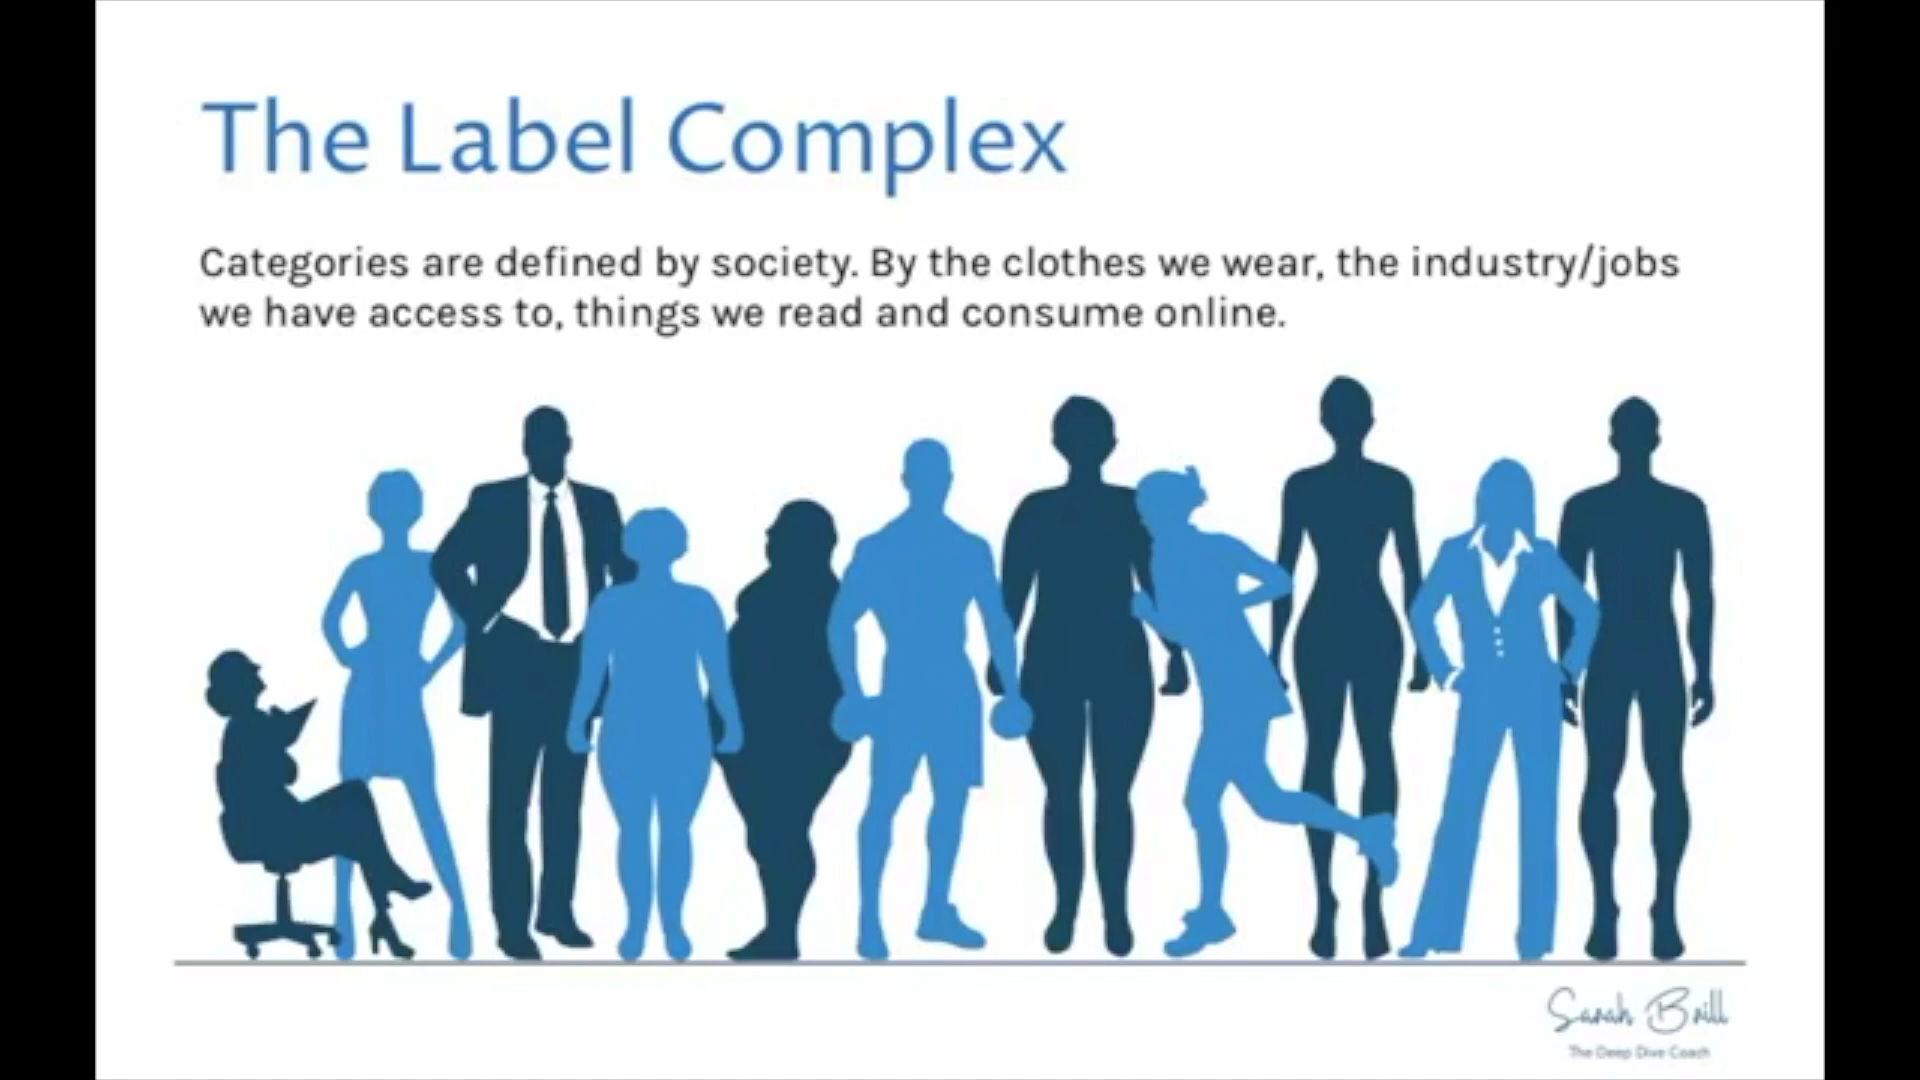 The Label Complex
Categories are defined by society. By the clothes we wear, the industry/jobs
we have access to, things we read and consume online.
Sarah Brill
The Deep Dive Coach